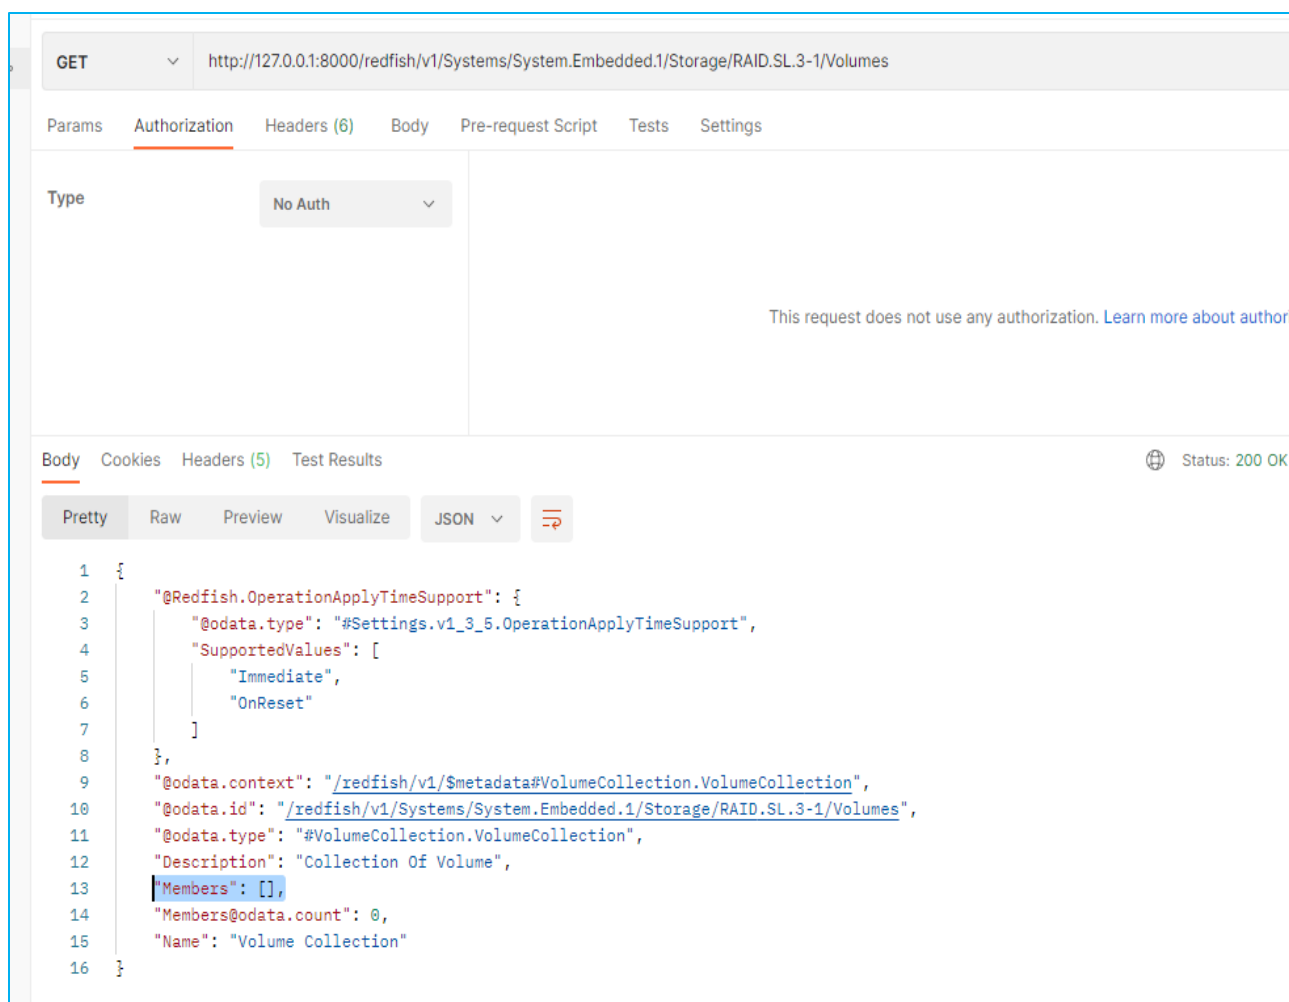 GET http://127.0.0.1:8000/redfish/v1/Systems/System.Embedded.1/Storage/RAID.SL.3-1/Volumes
Params Authorization Headers (6) Body Pre-request Script Tests Settings
Type No Auth
This request does not use any authorization. Learn more about author
Body Cookies Headers (5) Test Results Status: 200 OK
Pretty Raw Preview Visualize JSON
1 {
2 "@Redfish.OperationApplyTimeSupport": {
3 "@odata.type": "#Settings.v1_3_5.OperationApplyTimeSupport",
4 "SupportedValues": [
5 "Immediate",
6 "OnReset"
7 ]
8 },
9 "@odata.context": "/redfish/v1/$metadata#VolumeCollection.VolumeCollection",
10 "@odata.id": "/redfish/v1/Systems/System.Embedded.1/Storage/RAID.SL.3-1/Volumes",
11 "@odata.type": "#VolumeCollection.VolumeCollection",
12 "Description": "Collection Of Volume",
13 "Members": [],
14 "Members@odata.count": 0,
15 "Name": "Volume Collection"
16 }